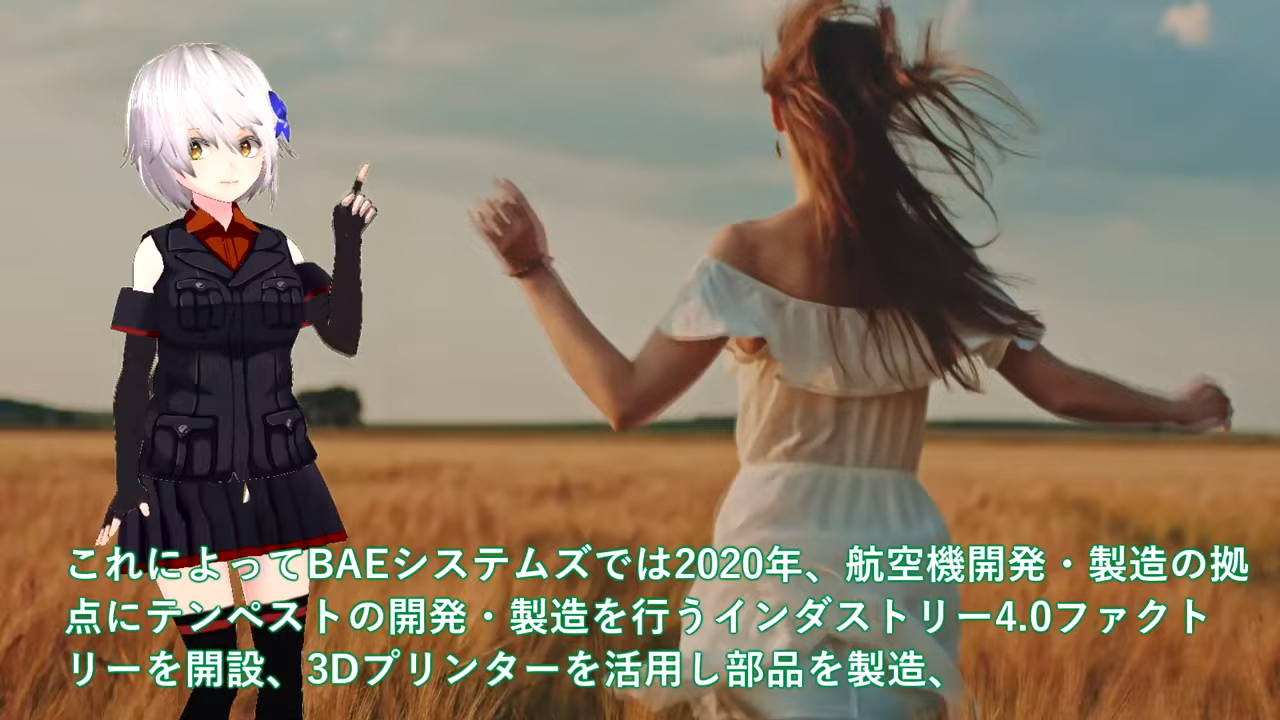 これによってBAEシステムズでは2020年、航空機開発・製造の拠
点にテンペストの開発・製造を行うインダストリー4.0ファクト
リーを開設、3Dプリンターを活用し部品を製造、